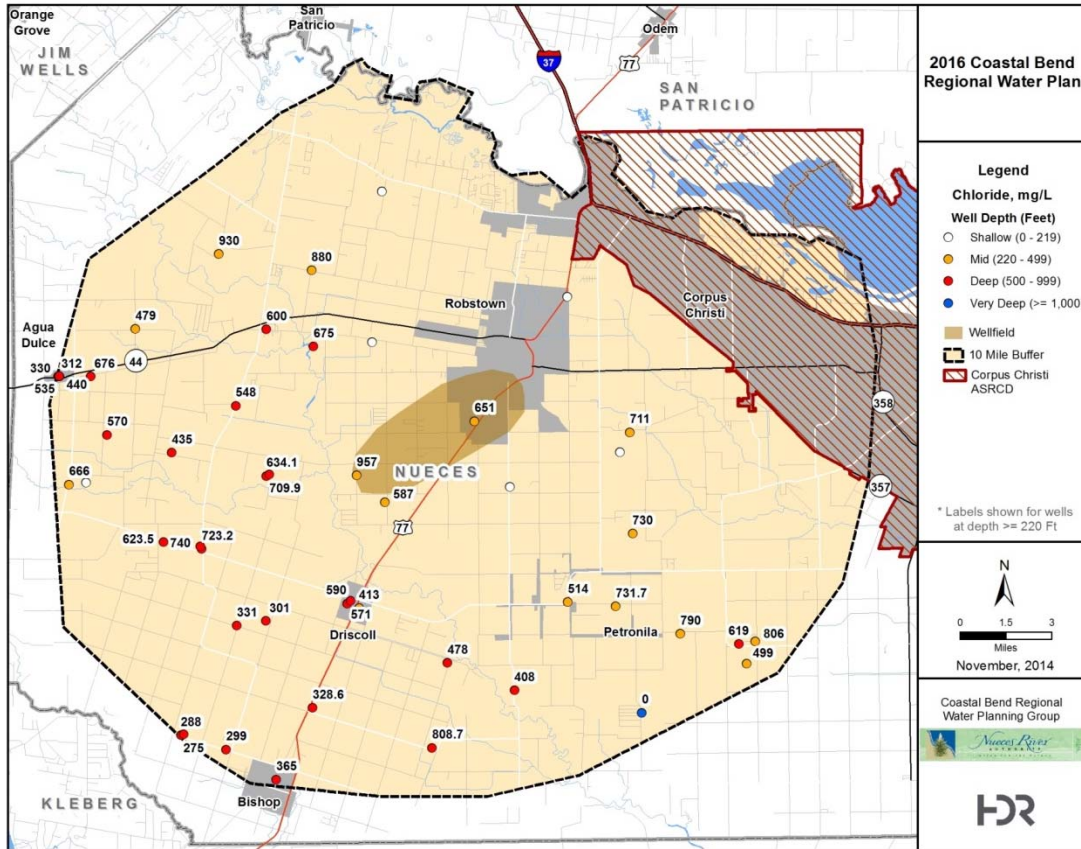 Orange
Grove
San
Patricio
Odem
77
37
JIM
WELLS
SAN
PATRICIO
930
880
Robstown
Corpus
Christi
479
600
675
Agua
Dulce
44
330
312
676
535
440
358
548
651
711
570
435
634.1
957
NUECES
666
709.9
587
357
77
730
623.5
740
723.2
590
413
571
514
731.7
331
301
Driscoll
Petronila
790
619
806
499
478
408
328.6
0
288
275
299
808.7
365
Bishop
KLEBERG
2016 Coastal Bend
Regional Water Plan
Legend
Chloride, mg/L
Well Depth (Feet)
Shallow (0 - 219)
Mid (220 - 499)
Deep (500 - 999)
Very Deep (>= 1,000)
Wellfield
10 Mile Buffer
Corpus Christi
ASRCD
* Labels shown for wells
at depth >= 220 Ft
N
0 1.5 3
Miles
November, 2014
Coastal Bend Regional
Water Planning Group
Nueces River
HDR